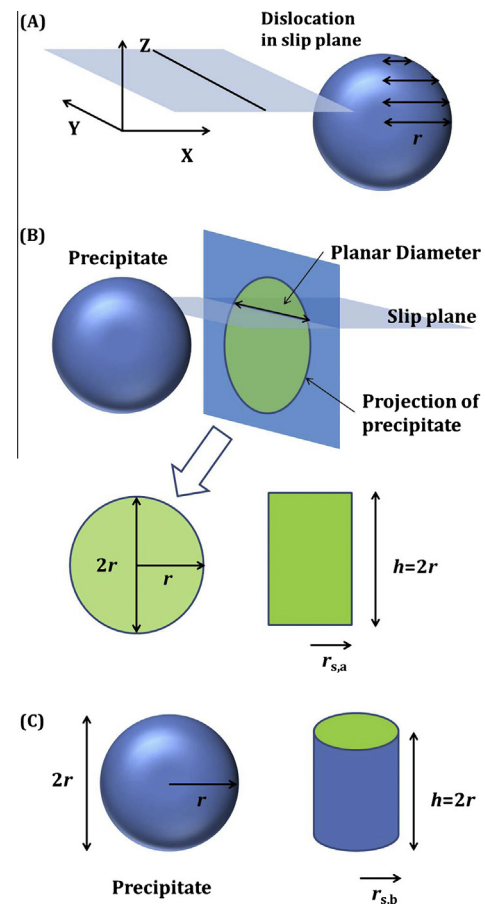 (A)
Dislocation
in slip plane
Z
Y
X
r
(B)
Precipitate
Planar Diameter
Slip plane
Projection of
precipitate
2r
r
h=2r
rs,a
(C)
2r
r
h=2r
Precipitate
rs,b